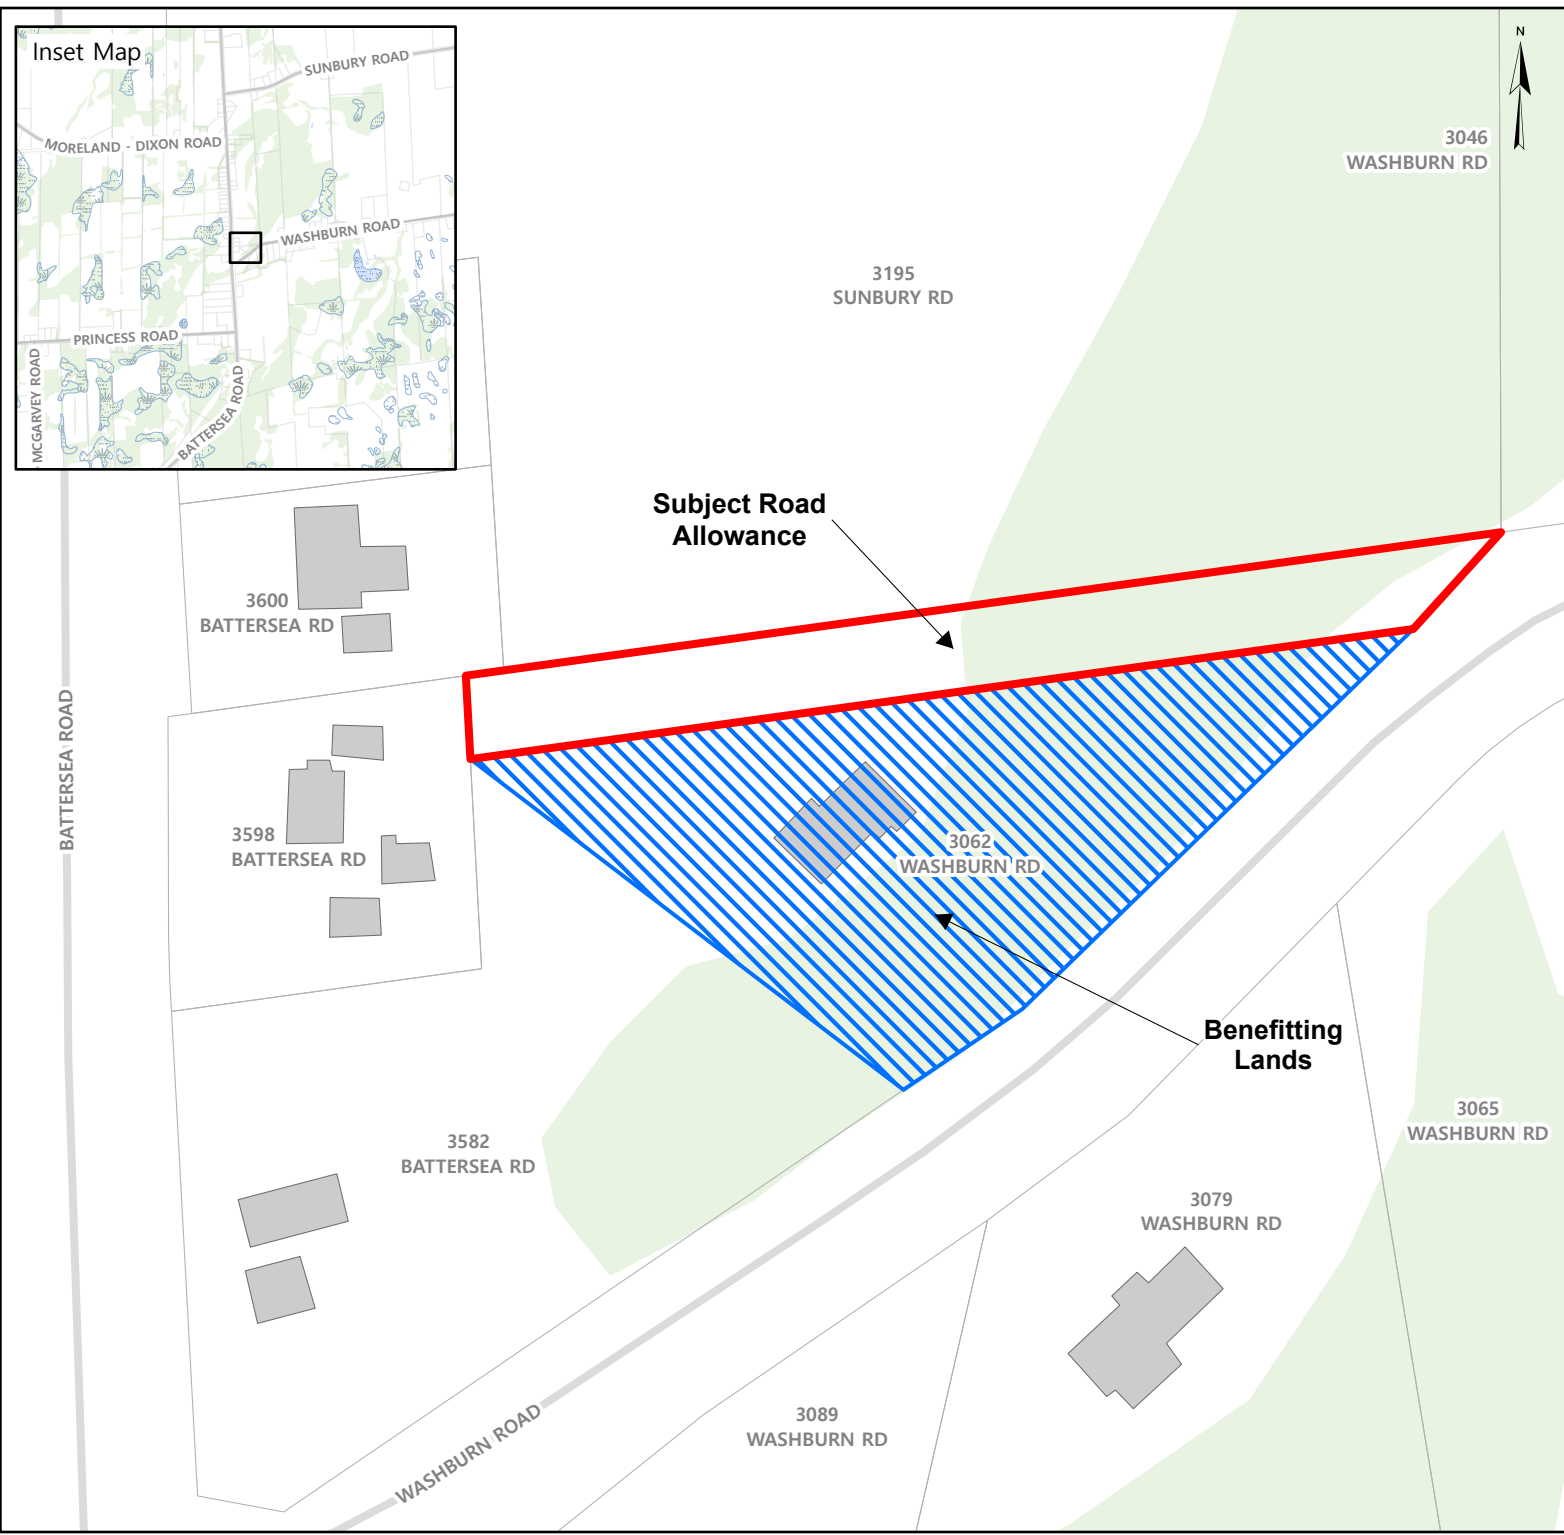 Inset Map
SUNBURY ROAD
MORELAND - DIXON ROAD
WASHBURN ROAD
PRINCESS ROAD
MCGARVEY ROAD
BATTERSEA ROAD
N
3046
WASHBURN RD
3195
SUNBURY RD
Subject Road
Allowance
3600
BATTERSEA RD
BATTERSEA ROAD
3598
BATTERSEA RD
3062
WASHBURN RD
Benefitting
Lands
3065
WASHBURN RD
3582
BATTERSEA RD
3079
WASHBURN RD
3089
WASHBURN RD
WASHBURN ROAD